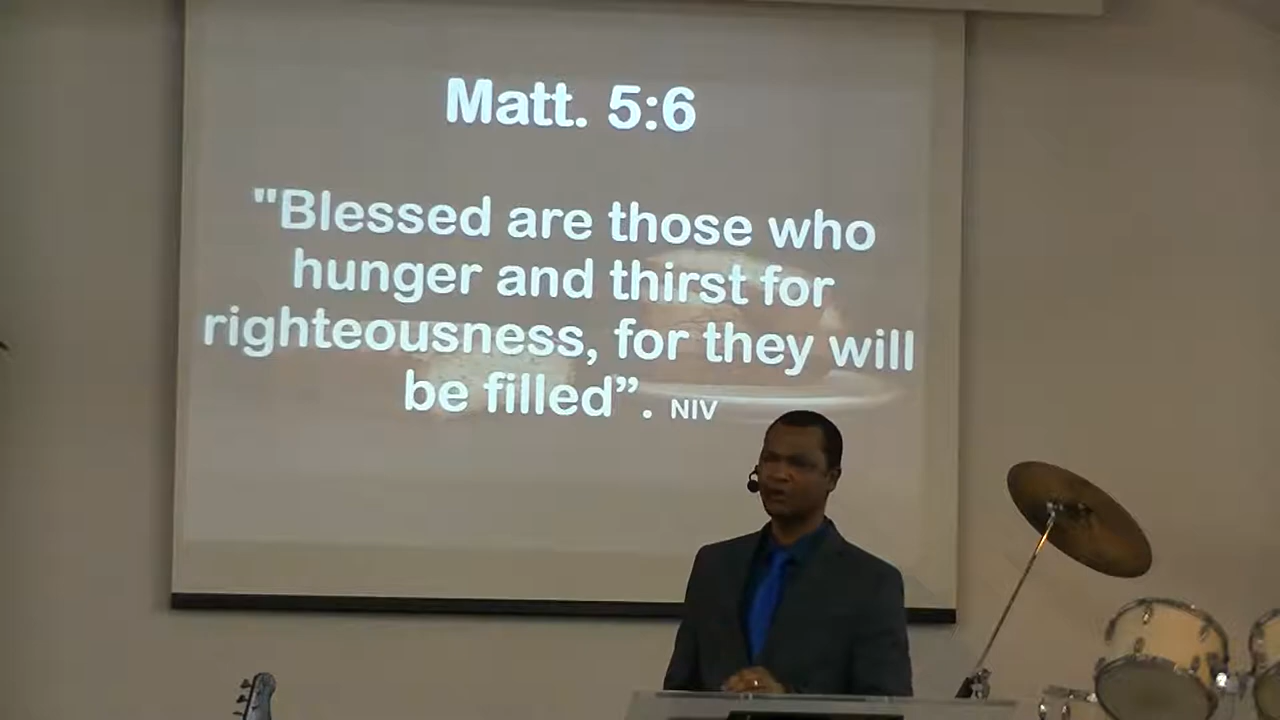 Matt. 5:6
"Blessed are those who
hunger and thirst for
righteousness, for they will
be filled”. NIV